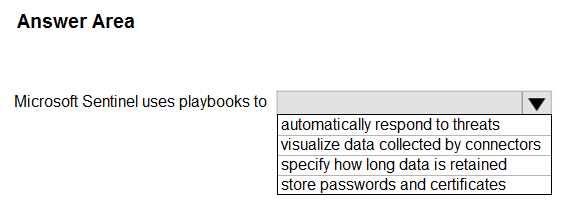 Answer Area
Microsoft Sentinel uses playbooks to
automatically respond to threats
visualize data collected by connectors
specify how long data is retained
store passwords and certificates